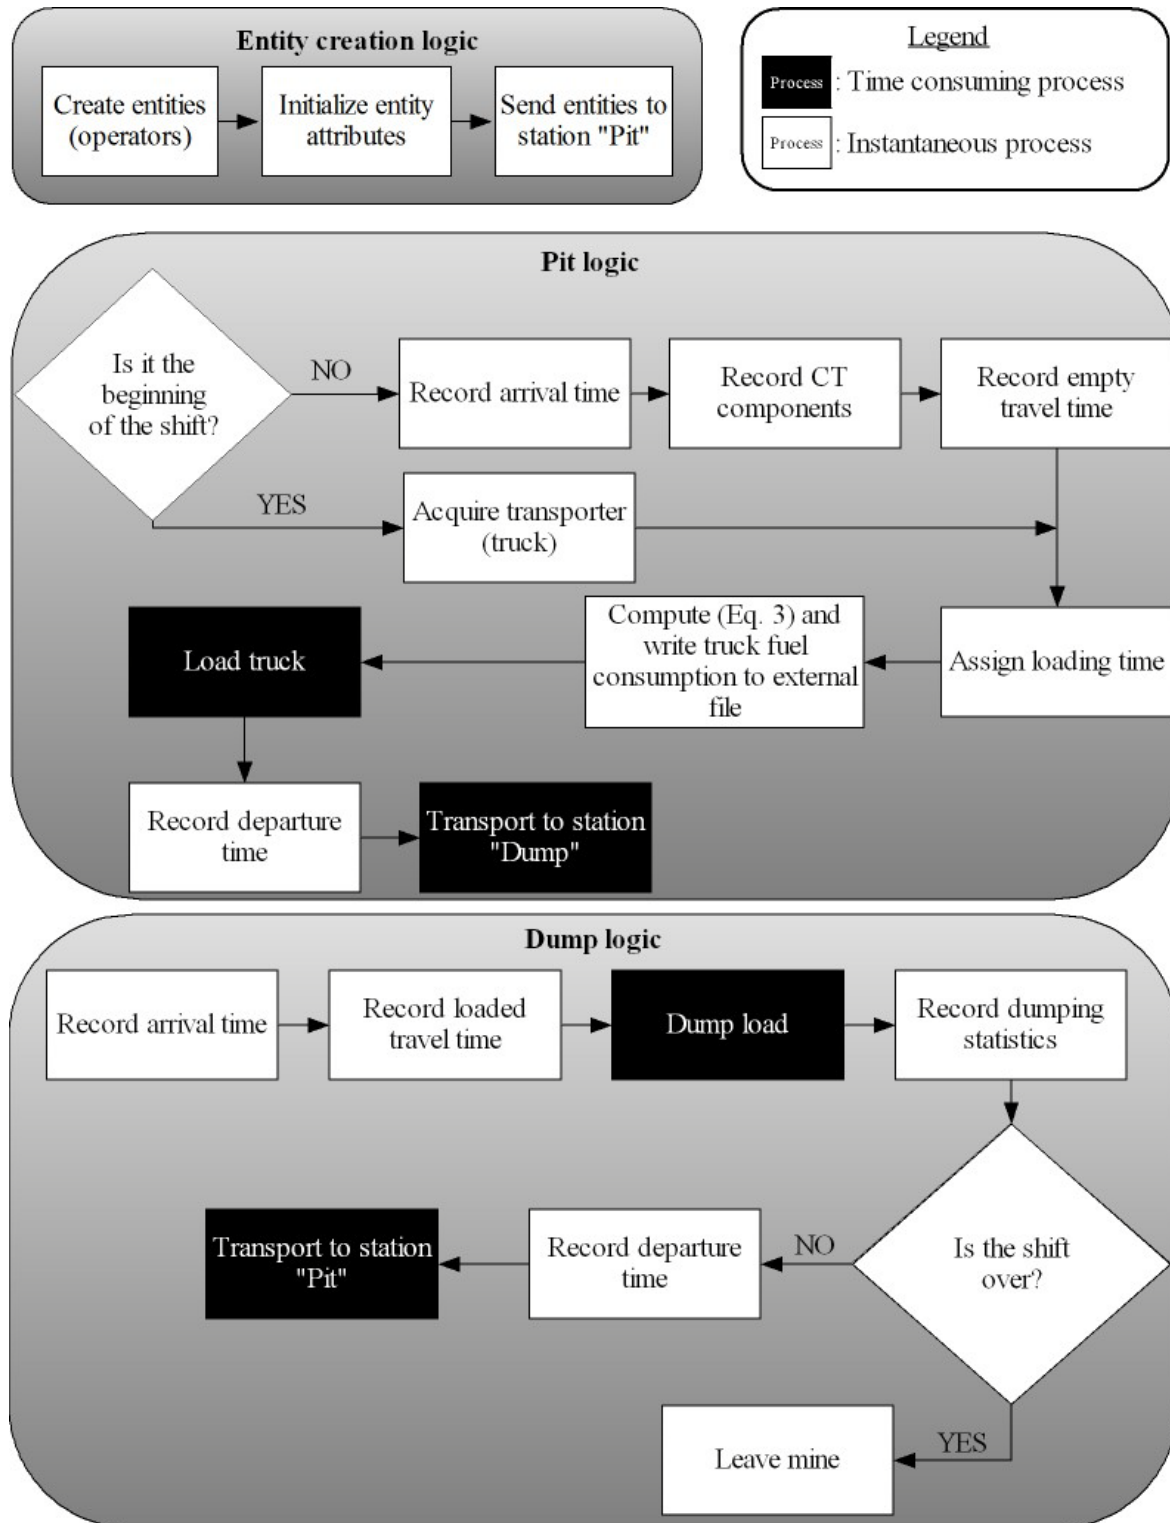 Entity creation logic
Create entities
(operators)
Initialize entity
attributes
Send entities to
station "Pit"
Legend
Process : Time consuming process
Process : Instantaneous process
Pit logic
Is it the
beginning
of the shift?
NO
Record arrival time
Record CT
components
Record empty
travel time
YES
Acquire transporter
(truck)
Load truck
Compute (Eq. 3) and
write truck fuel
consumption to external
file
Assign loading time
Record departure
time
Transport to station
"Dump"
Dump logic
Record arrival time
Record loaded
travel time
Dump load
Record dumping
statistics
Transport to station
"Pit"
Record departure
time
NO
Is the shift
over?
Leave mine
YES